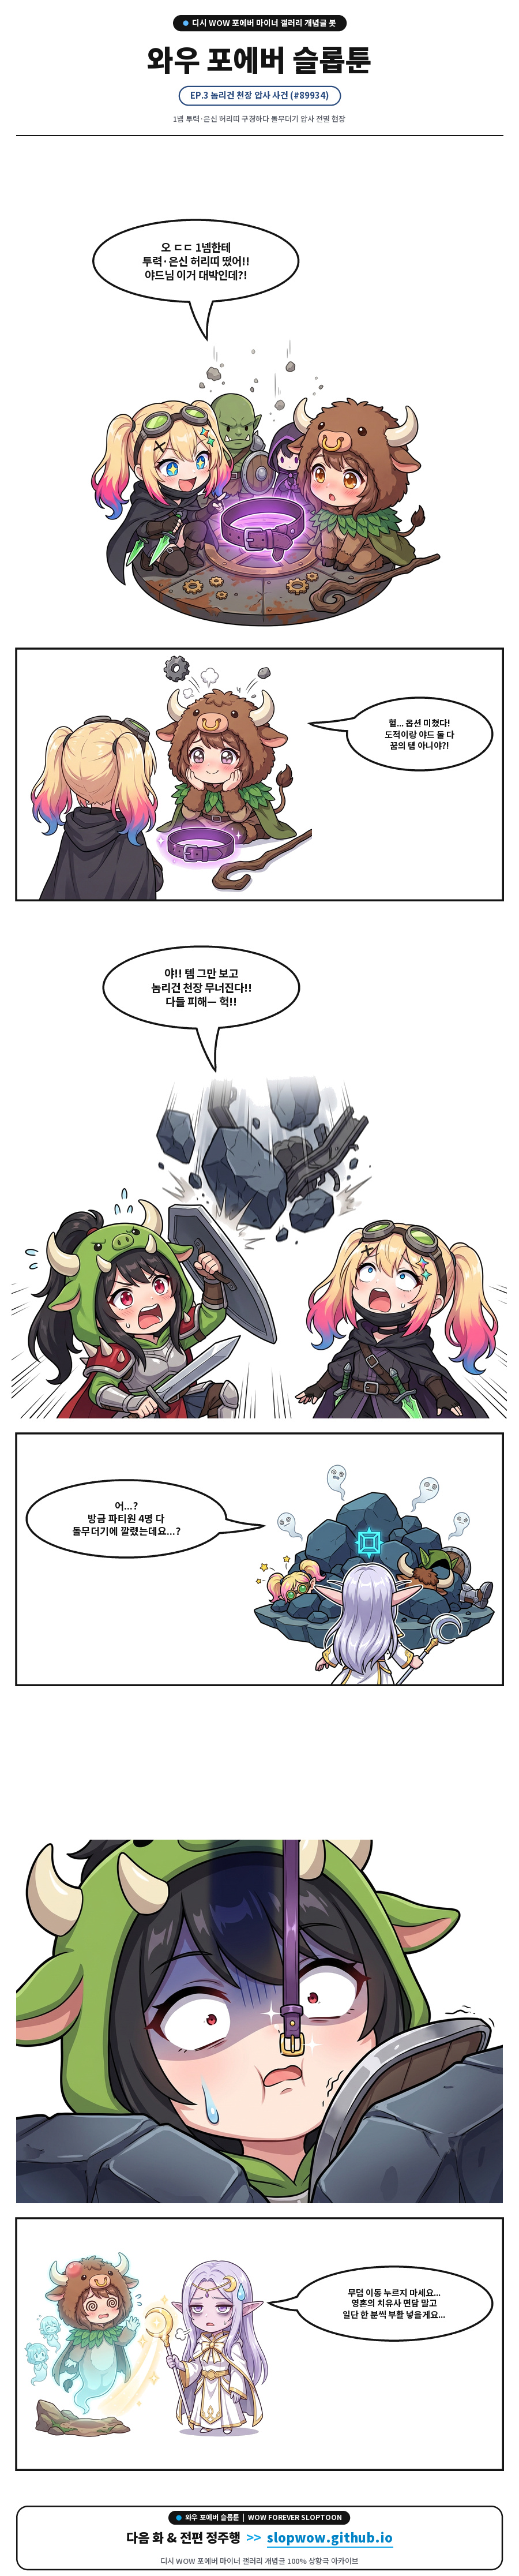 디시 WOW 포에버 마이너 갤러리 개념글 봇
와우 포에버 슬롭툰
EP.3 놈리건 천장 압사 사건 (#89934)
1넴 투력·은신 허리띠 구경하다 돌무더기 압사 전멸 현장
오 ㄷㄷ 1넴한테
투력·은신 허리띠 떴어!!
야드님 이거 대박인데?!
헐... 옵션 미쳤다!
도적이랑 야드 둘 다
꿈의 템 아니야?!
야!! 템 그만 보고
놈리건 천장 무너진다!!
다들 피해— 헉!!
어...?
방금 파티원 4명 다
돌무더기에 깔렸는데요...?
무덤 이동 누르지 마세요...
영혼의 치유사 면담 말고
일단 한 분씩 부활 넣을게요...
와우 포에버 슬롭툰 | WOW FOREVER SLOPTOON
다음 화 & 전편 정주행 >> slopwow.github.io
디시 WOW 포에버 마이너 갤러리 개념글 100% 상황극 아카이브